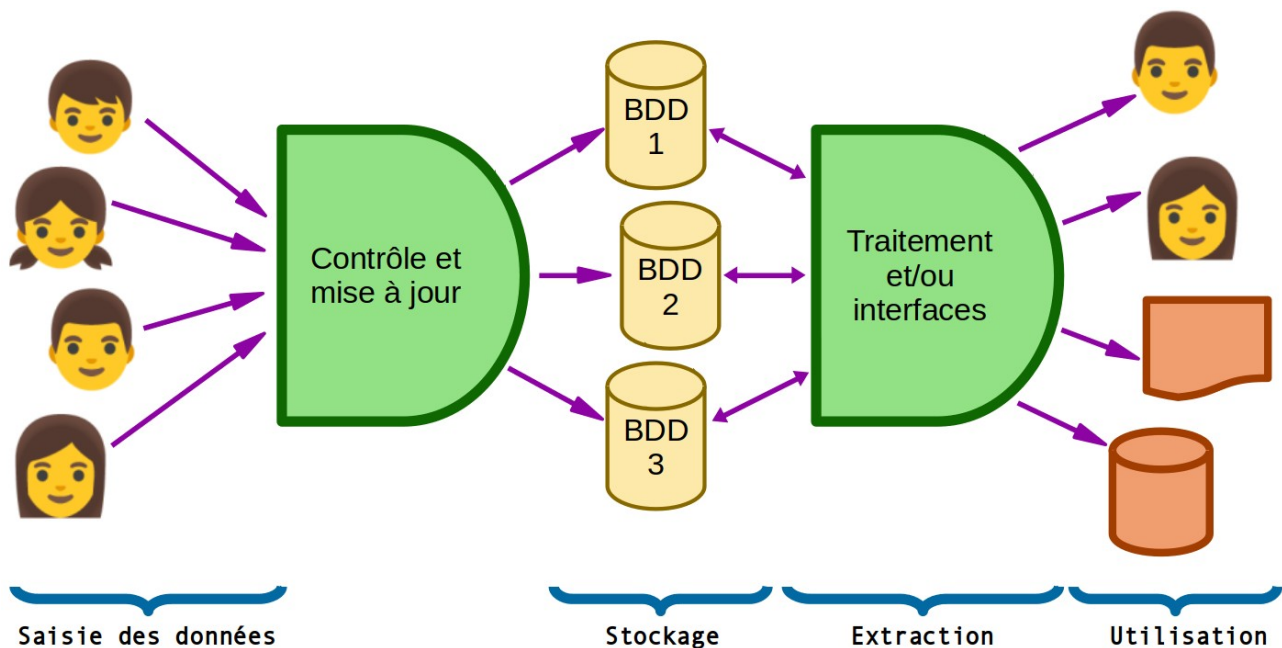 Contrôle et
mise à jour
BDD
1
BDD
2
BDD
3
Traitement
et/ou
interfaces
Saisie des données
Stockage
Extraction
Utilisation